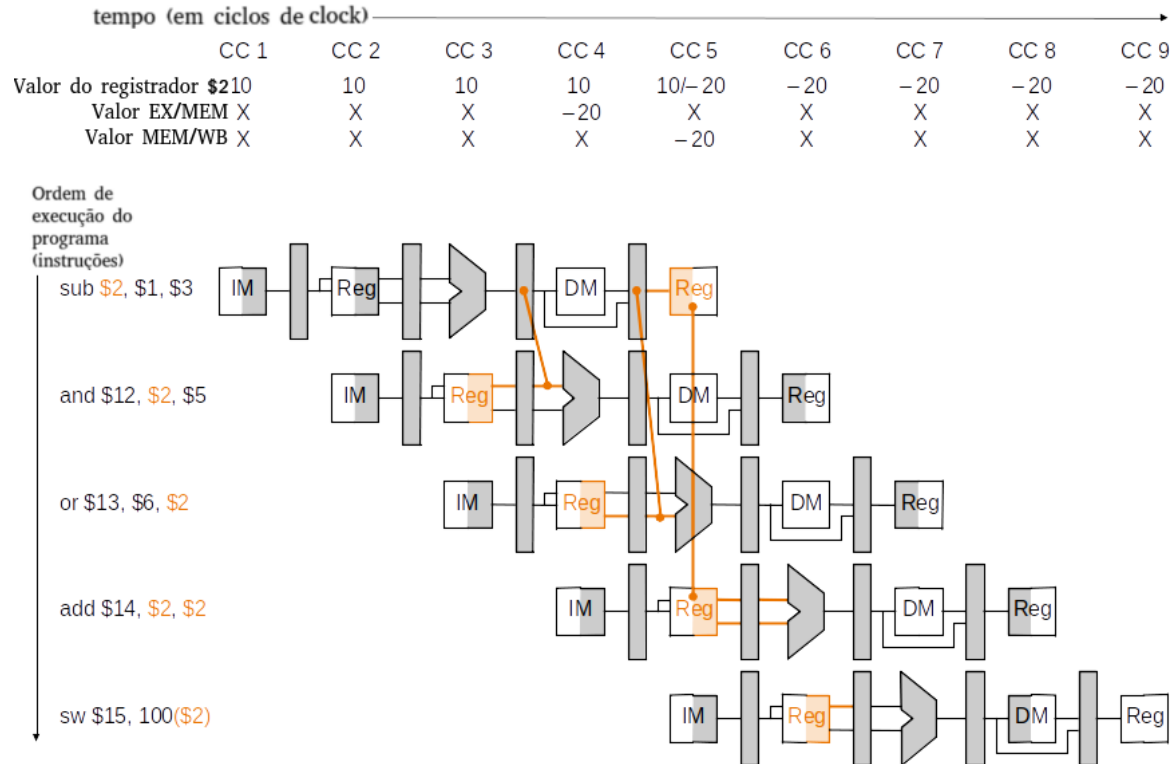 tempo (em ciclos de clock)
CC 1 CC 2 CC 3 CC 4 CC 5 CC 6 CC 7 CC 8 CC 9
Valor do registrador $2 10 10 10 10 10/–20 –20 –20 –20 –20
Valor EX/MEM X X X –20 X X X X X
Valor MEM/WB X X X X –20 X X X X
Ordem de
execução do
programa
(instruções)
sub $2, $1, $3 IM Reg DM Reg
and $12, $2, $5 IM Reg DM Reg
or $13, $6, $2 IM Reg DM Reg
add $14, $2, $2 IM Reg DM Reg
sw $15, 100($2) IM Reg DM Reg